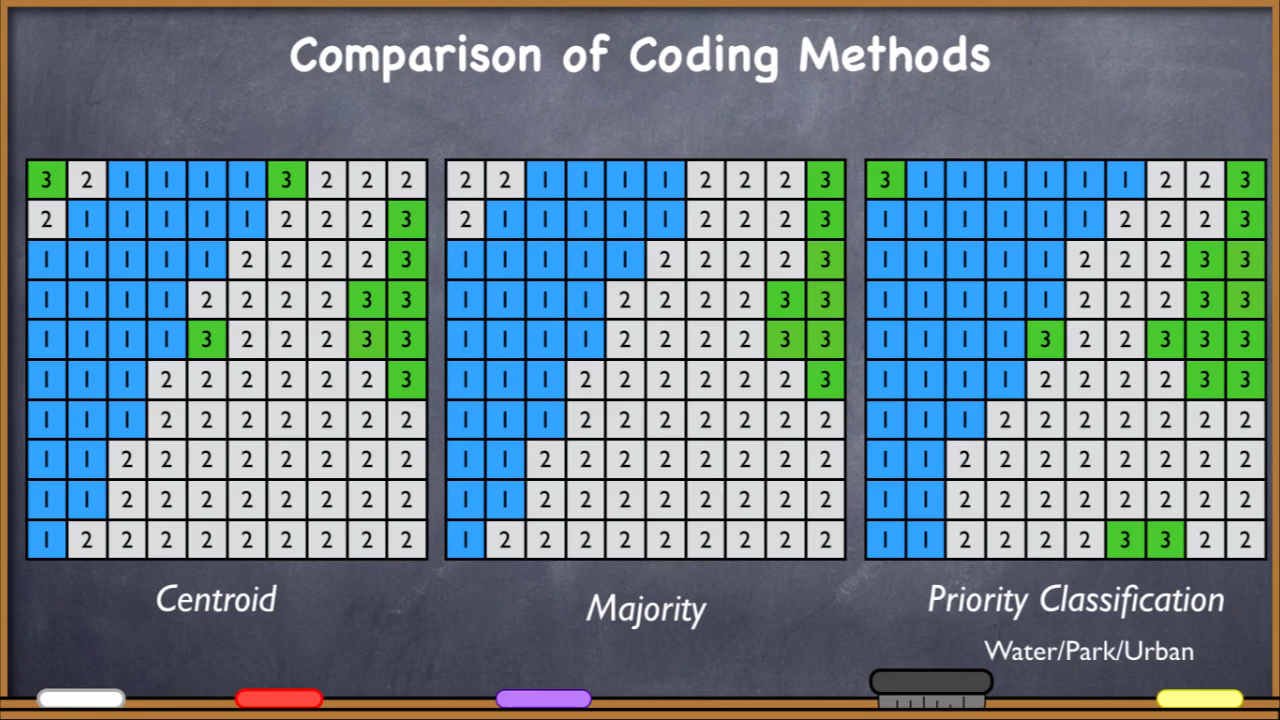 Comparison of Coding Methods
3 2 1 1 1 1 3 2 2 2 2 2 1 1 1 1 2 2 2 3 3 1 1 1 1 1 1 2 2 3
2 1 1 1 1 1 2 2 2 3 2 1 1 1 1 1 2 2 2 3 1 1 1 1 1 1 2 2 2 3
1 1 1 1 1 2 2 2 2 3 1 1 1 1 1 2 2 2 2 3 1 1 1 1 1 2 2 2 3 3
1 1 1 1 2 2 2 2 3 3 1 1 1 1 2 2 2 2 3 3 1 1 1 1 1 2 2 2 3 3
1 1 1 1 3 2 2 2 3 3 1 1 1 1 2 2 2 2 3 3 1 1 1 1 3 2 2 3 3 3
1 1 1 2 2 2 2 2 2 3 1 1 1 2 2 2 2 2 2 3 1 1 1 1 2 2 2 2 3 3
1 1 1 2 2 2 2 2 2 2 1 1 1 2 2 2 2 2 2 2 1 1 1 2 2 2 2 2 2 2
1 1 2 2 2 2 2 2 2 2 1 1 2 2 2 2 2 2 2 2 1 1 2 2 2 2 2 2 2 2
1 1 2 2 2 2 2 2 2 2 1 1 2 2 2 2 2 2 2 2 1 1 2 2 2 2 2 2 2 2
1 2 2 2 2 2 2 2 2 2 1 2 2 2 2 2 2 2 2 2 1 1 2 2 2 2 3 3 2 2
Centroid
Majority
Priority Classification
Water/Park/Urban